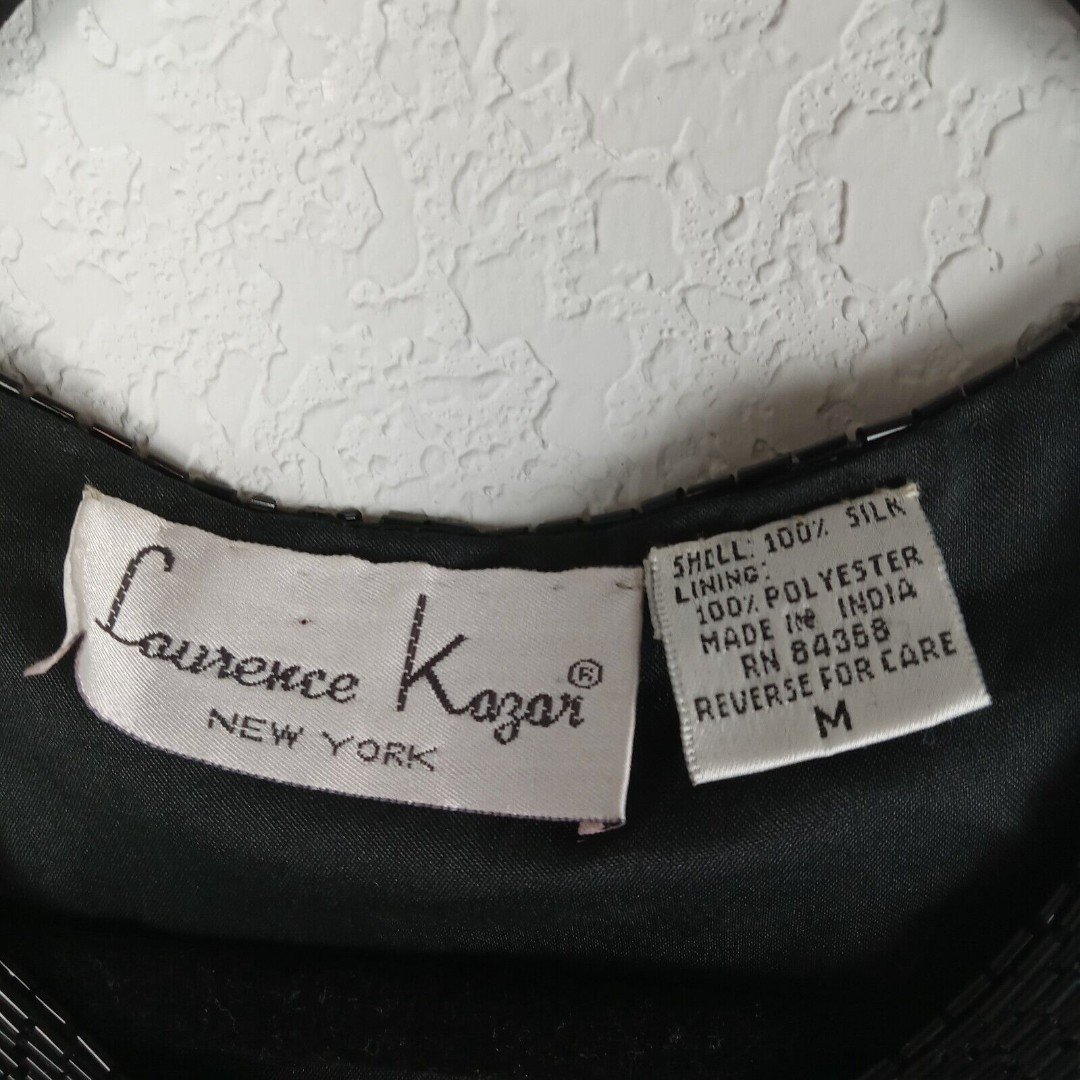 Laurence Kazar®
NEW YORK
SHELL: 100% SILK
LINING:
100% POLYESTER
MADE IN INDIA
RN 84368
REVERSE FOR CARE
M